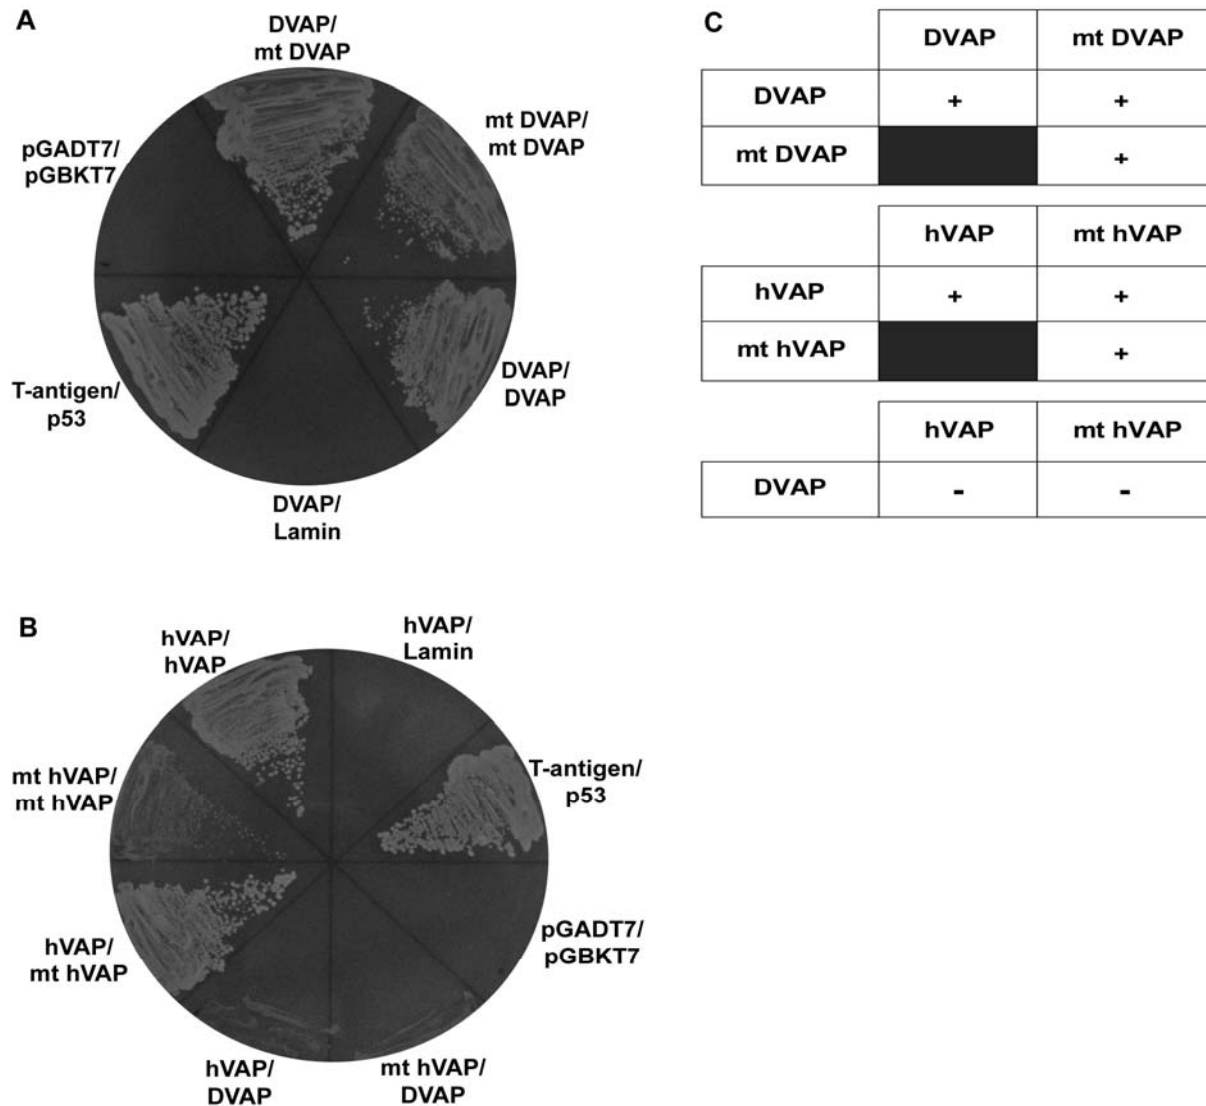 A
DVAP/
mt DVAP
mt DVAP/
mt DVAP
pGADT7/
pGBKT7
T-antigen/
p53
DVAP/
DVAP
DVAP/
Lamin
C
DVAP mt DVAP
DVAP + +
mt DVAP +
hVAP mt hVAP
hVAP + +
mt hVAP +
hVAP mt hVAP
DVAP - -
B
hVAP/
hVAP
hVAP/
Lamin
mt hVAP/
mt hVAP
T-antigen/
p53
hVAP/
mt hVAP
pGADT7/
pGBKT7
hVAP/
DVAP
mt hVAP/
DVAP